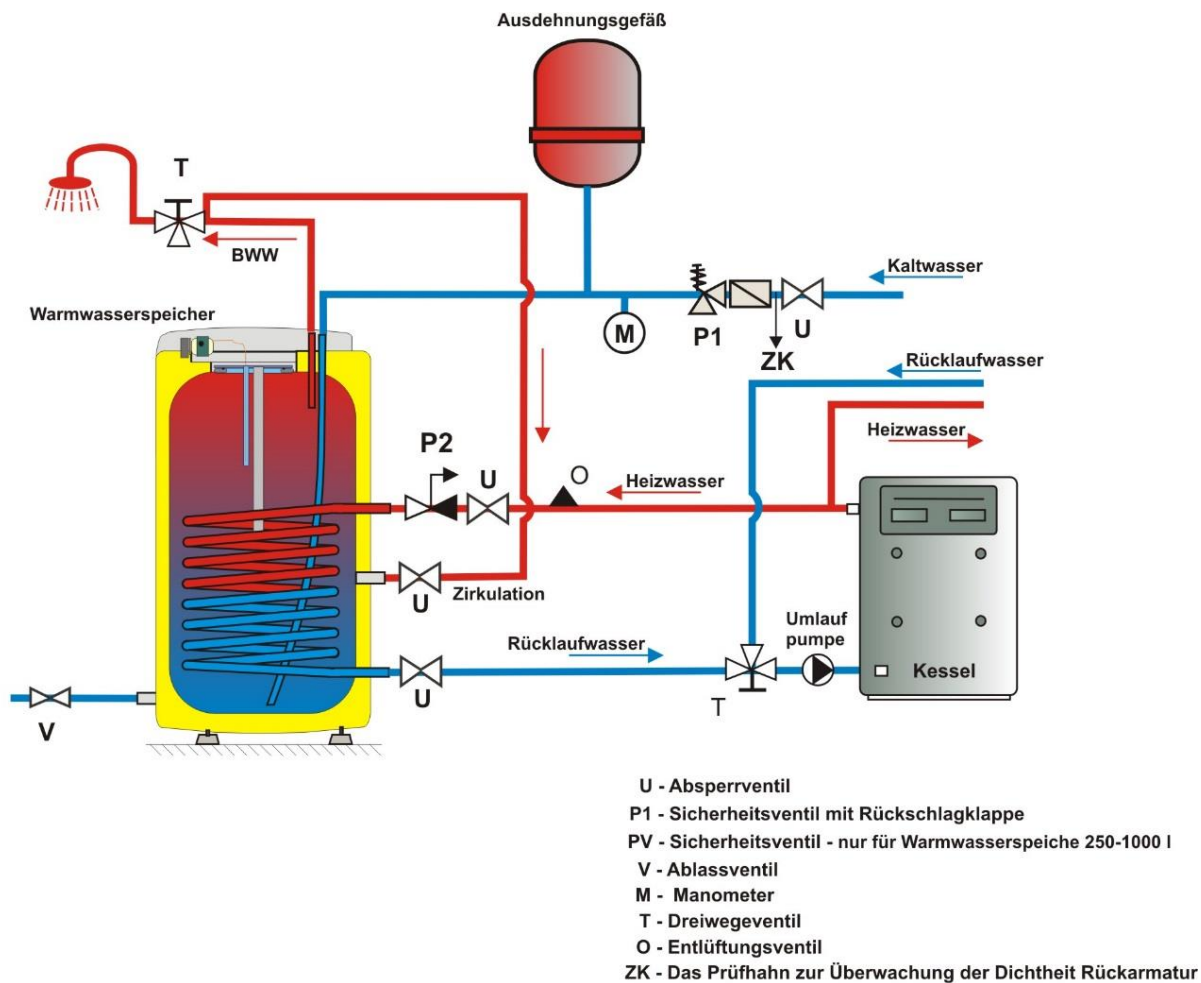 Ausdehnungsgefäß
T
BWW
Kaltwasser
Warmwasserspeicher
M
P1
U
ZK
Rücklaufwasser
Heizwasser
P2
U
O
Heizwasser
U
Zirkulation
Umlauf
pumpe
Rücklaufwasser
Kessel
U
T
V
U - Absperrventil
P1 - Sicherheitsventil mit Rückschlagklappe
PV - Sicherheitsventil - nur für Warmwasserspeiche 250-1000 l
V - Ablassventil
M - Manometer
T - Dreiwegeventil
O - Entlüftungsventil
ZK - Das Prüfhahn zur Überwachung der Dichtheit Rückarmatur